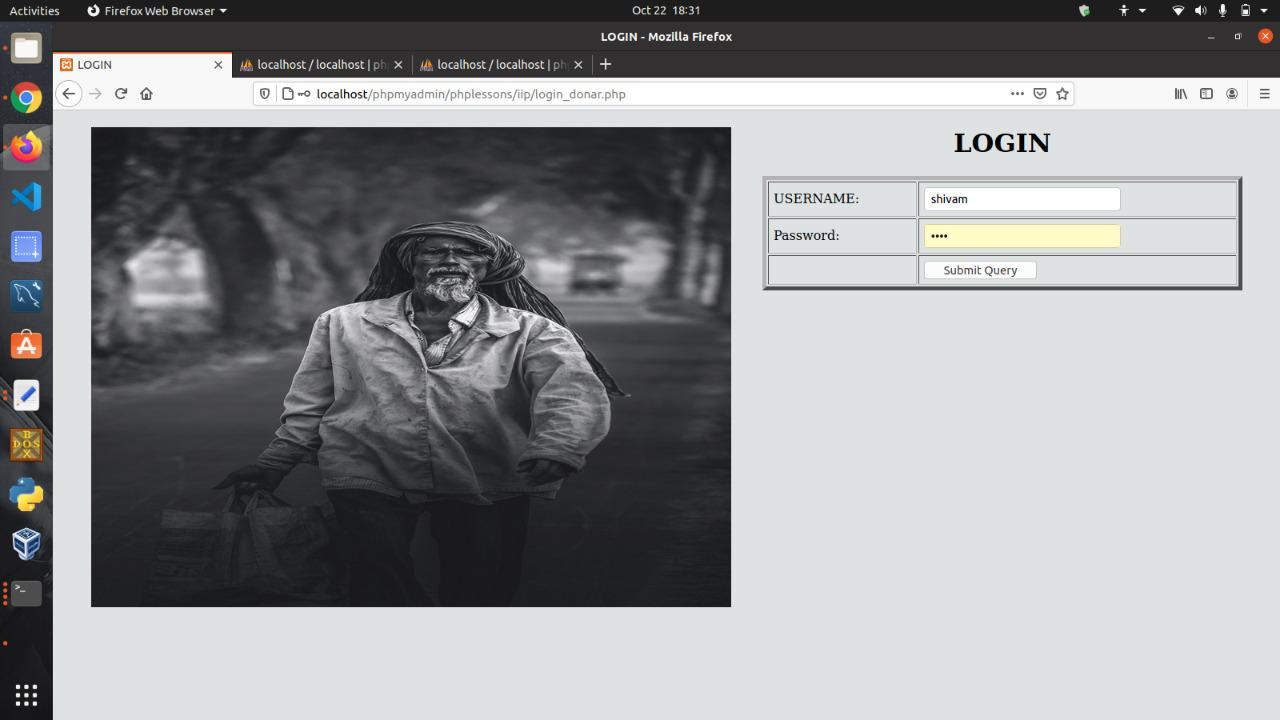 Activities Firefox Web Browser Oct 22 18:31
LOGIN - Mozilla Firefox
LOGIN localhost / localhost | ph localhost / localhost | ph
localhost/phpmyadmin/phplessons/iip/login_donar.php
LOGIN
USERNAME: shivam
Password: ••••
Submit Query